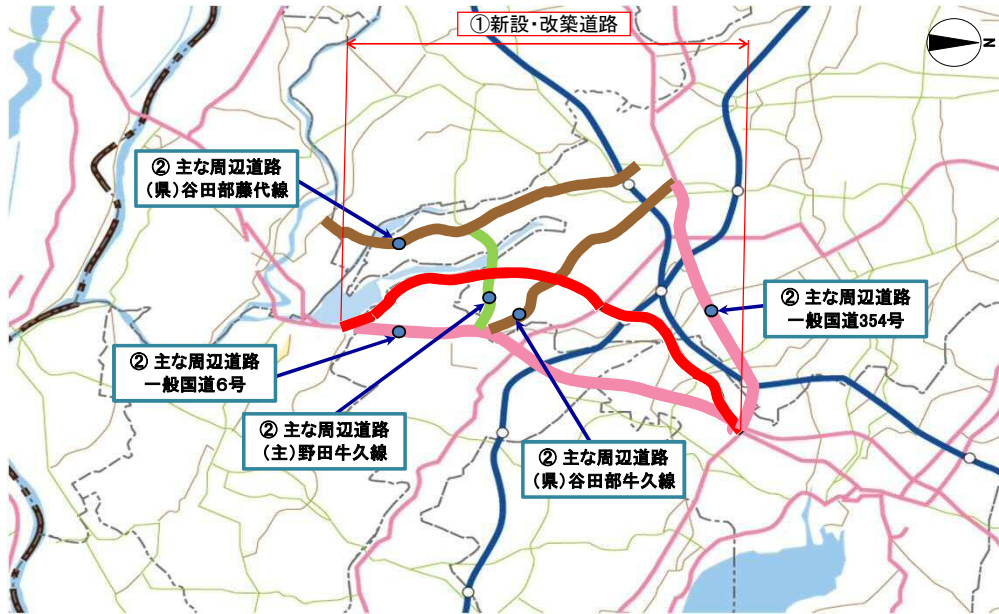 ①新設・改築道路
N
② 主な周辺道路
(県)谷田部藤代線
② 主な周辺道路
一般国道354号
② 主な周辺道路
一般国道6号
② 主な周辺道路
(主)野田牛久線
② 主な周辺道路
(県)谷田部牛久線